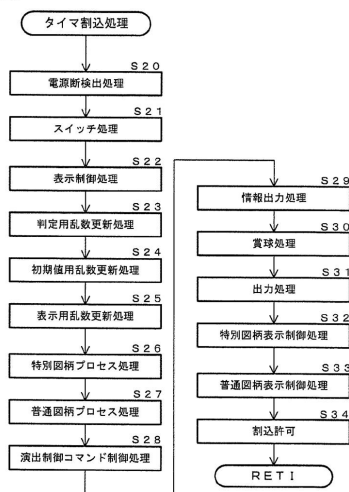 タイマ割込処理
S20
電源断検出処理
S21
スイッチ処理
S22
表示制御処理
S23
判定用乱数更新処理
S24
初期値用乱数更新処理
S25
表示用乱数更新処理
S26
特別図柄プロセス処理
S27
普通図柄プロセス処理
S28
演出制御コマンド制御処理
S29
情報出力処理
S30
賞球処理
S31
出力処理
S32
特別図柄表示制御処理
S33
普通図柄表示制御処理
S34
割込許可
RETI